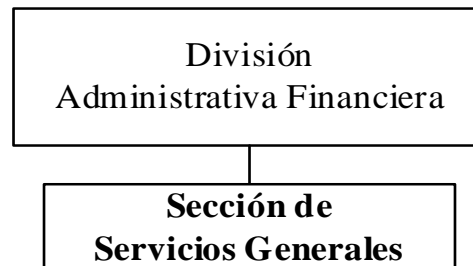 División
Administrativa Financiera
Sección de
Servicios Generales